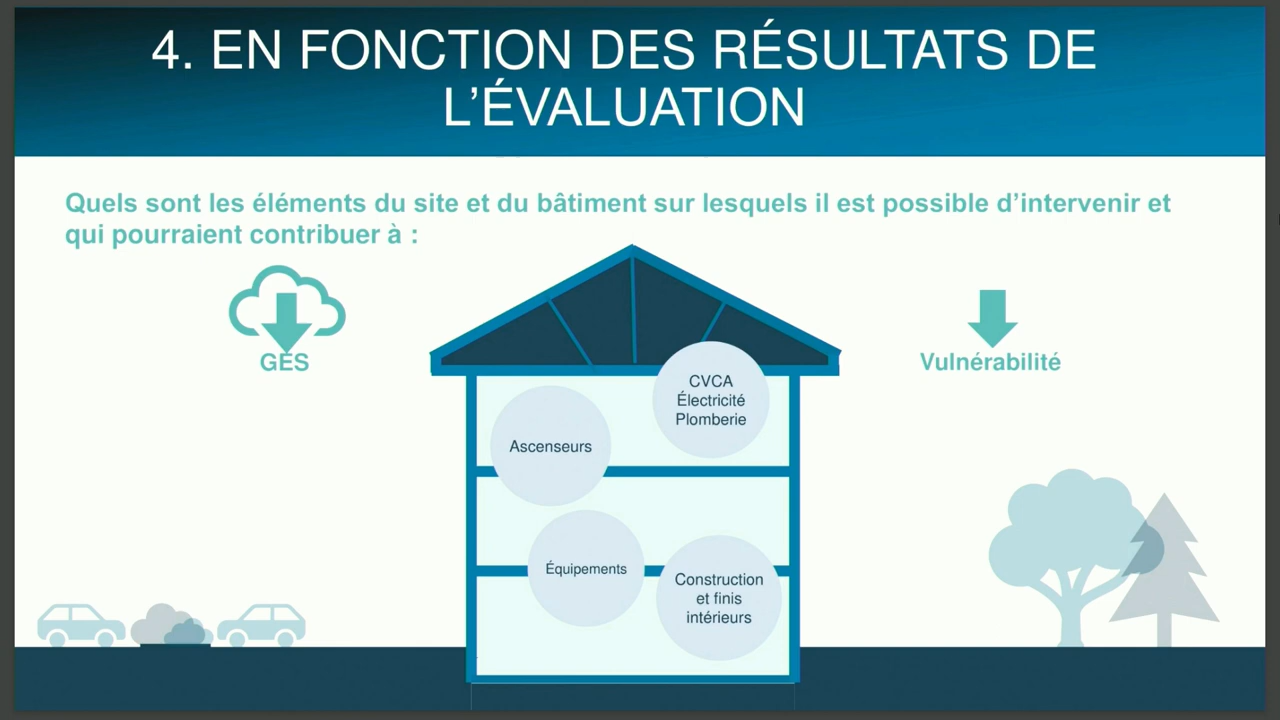 4. EN FONCTION DES RÉSULTATS DE
L’ÉVALUATION
Quels sont les éléments du site et du bâtiment sur lesquels il est possible d’intervenir et
qui pourraient contribuer à :
GES
Vulnérabilité
CVCA
Électricité
Plomberie
Ascenseurs
Équipements
Construction
et finis
intérieurs